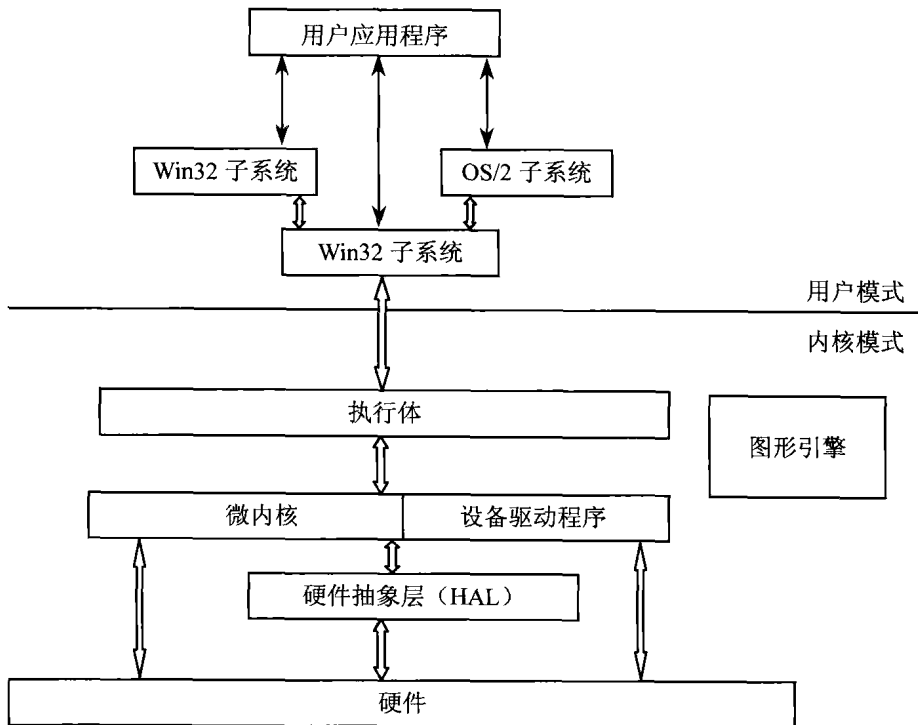 用户应用程序
Win32 子系统
OS/2 子系统
Win32 子系统
用户模式
内核模式
执行体
图形引擎
微内核
设备驱动程序
硬件抽象层（HAL）
硬件